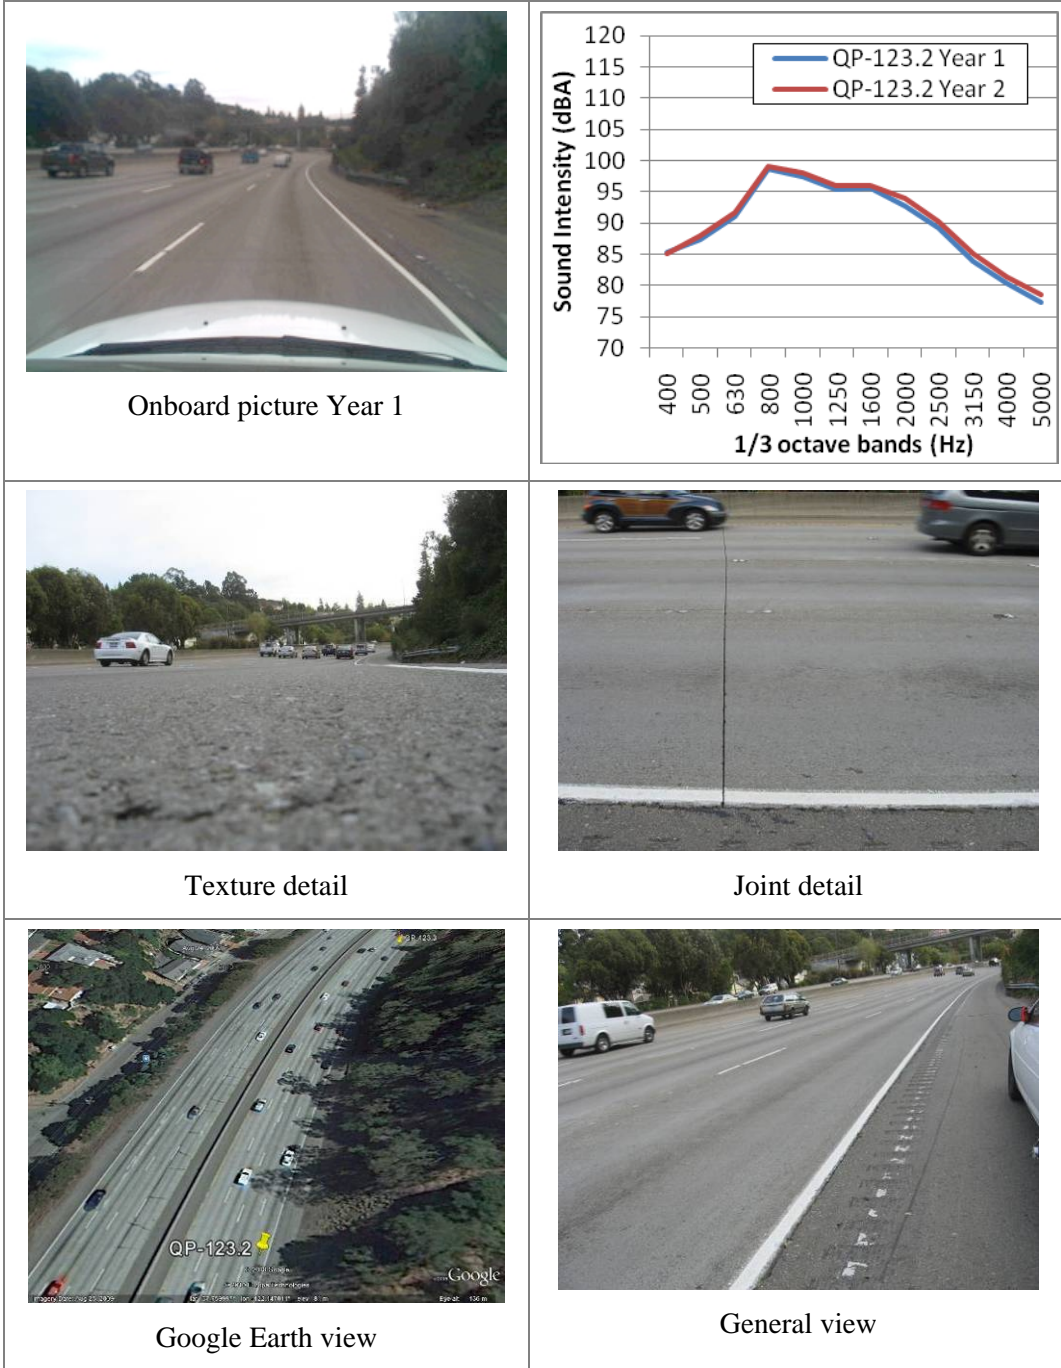 120
115
110
105
100
95
90
85
80
75
70
Sound Intensity (dBA)
QP-123.2 Year 1
QP-123.2 Year 2
400
500
630
800
1000
1250
1600
2000
2500
3150
4000
5000
1/3 octave bands (Hz)
Onboard picture Year 1
Texture detail
Joint detail
QP-123.2
Google
Google Earth view
General view